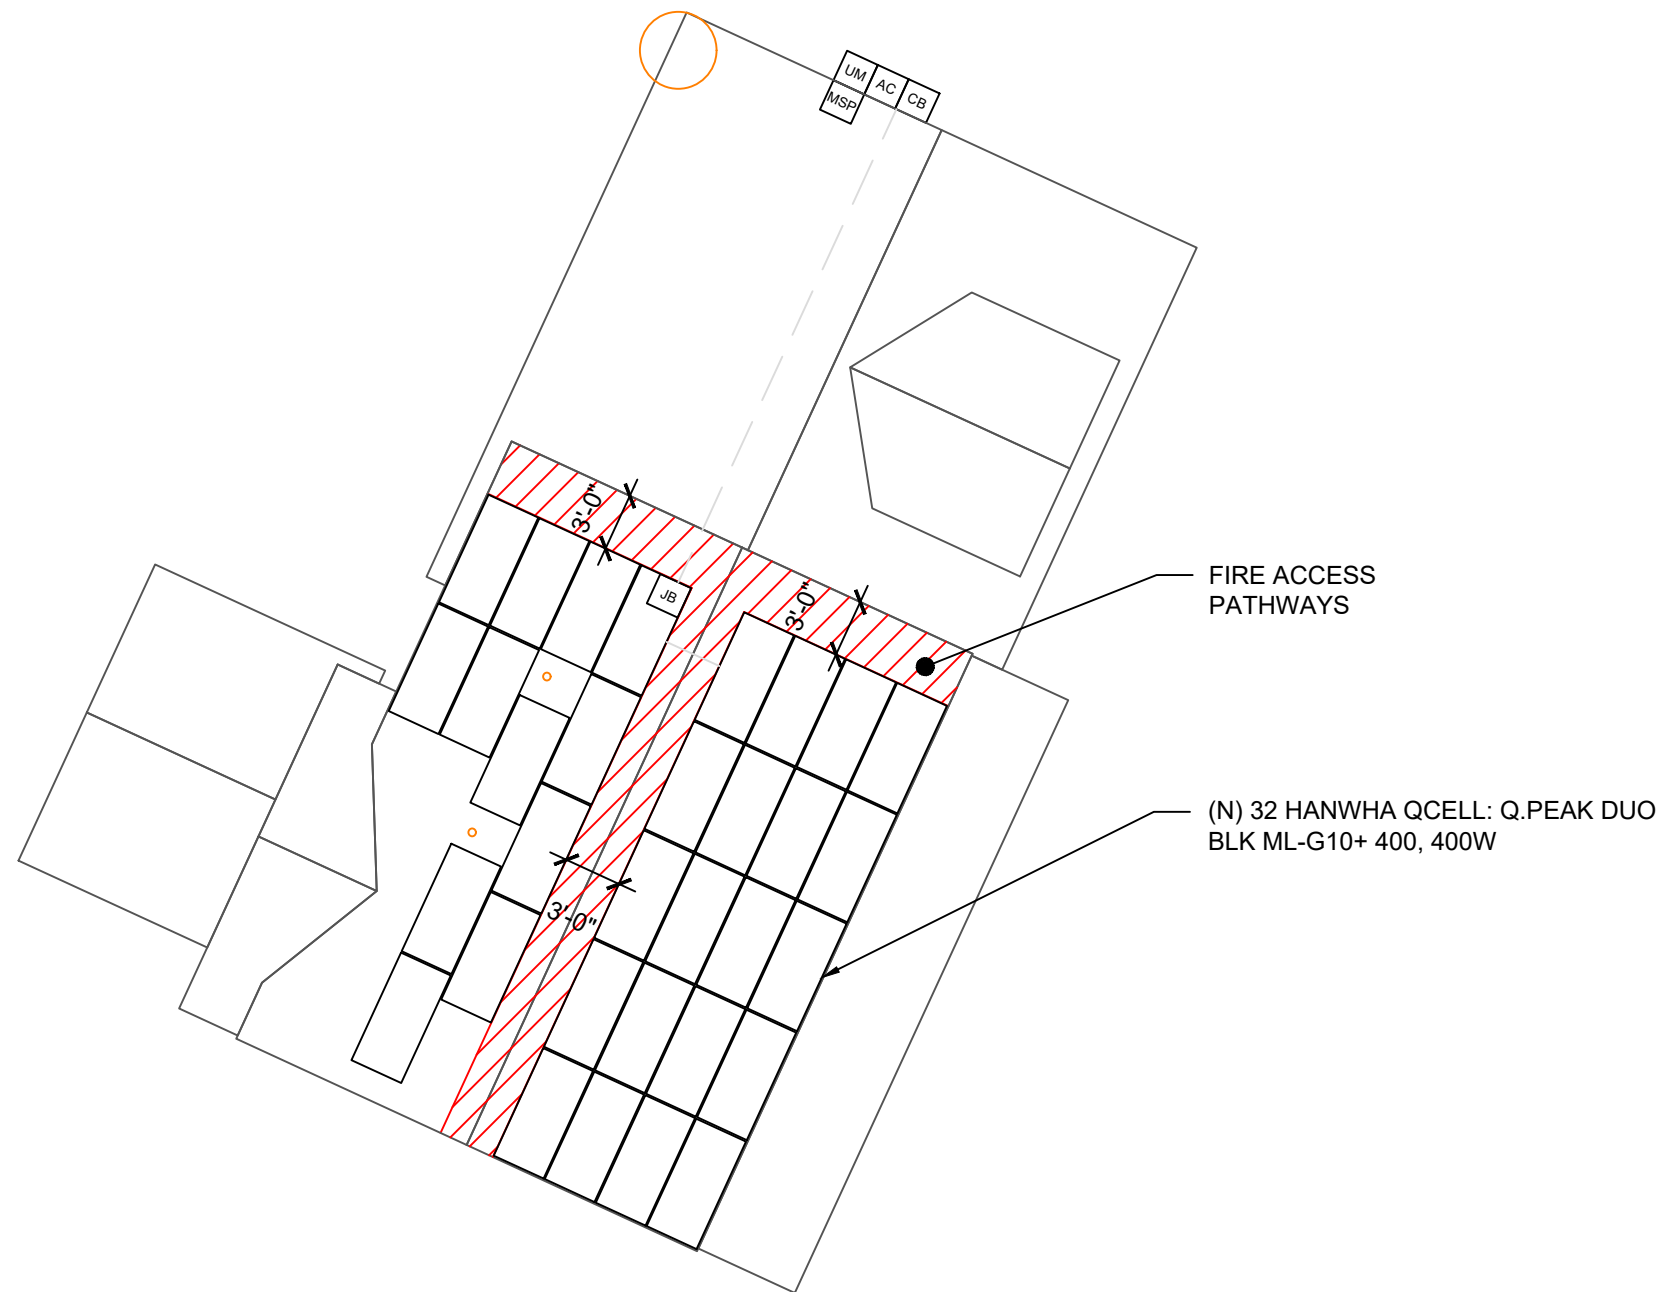 UM
AC
CB
MSP
3'-0"
3'-0"
JB
FIRE ACCESS
PATHWAYS
(N) 32 HANWHA QCELL: Q.PEAK DUO
BLK ML-G10+ 400, 400W
3'-0"